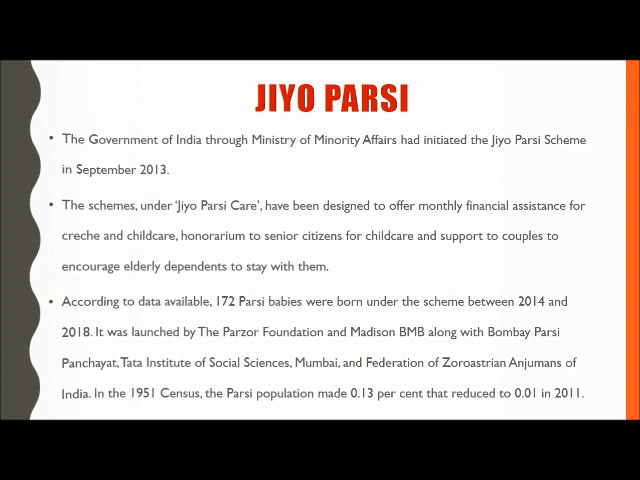 JIYO PARSI
• The Government of India through Ministry of Minority Affairs had initiated the Jiyo Parsi Scheme
in September 2013.
• The schemes, under ‘Jiyo Parsi Care’, have been designed to offer monthly financial assistance for
creche and childcare, honorarium to senior citizens for childcare and support to couples to
encourage elderly dependents to stay with them.
• According to data available, 172 Parsi babies were born under the scheme between 2014 and
2018. It was launched by The Parzor Foundation and Madison BMB along with Bombay Parsi
Panchayat, Tata Institute of Social Sciences, Mumbai, and Federation of Zoroastrian Anjumans of
India. In the 1951 Census, the Parsi population made 0.13 per cent that reduced to 0.01 in 2011.